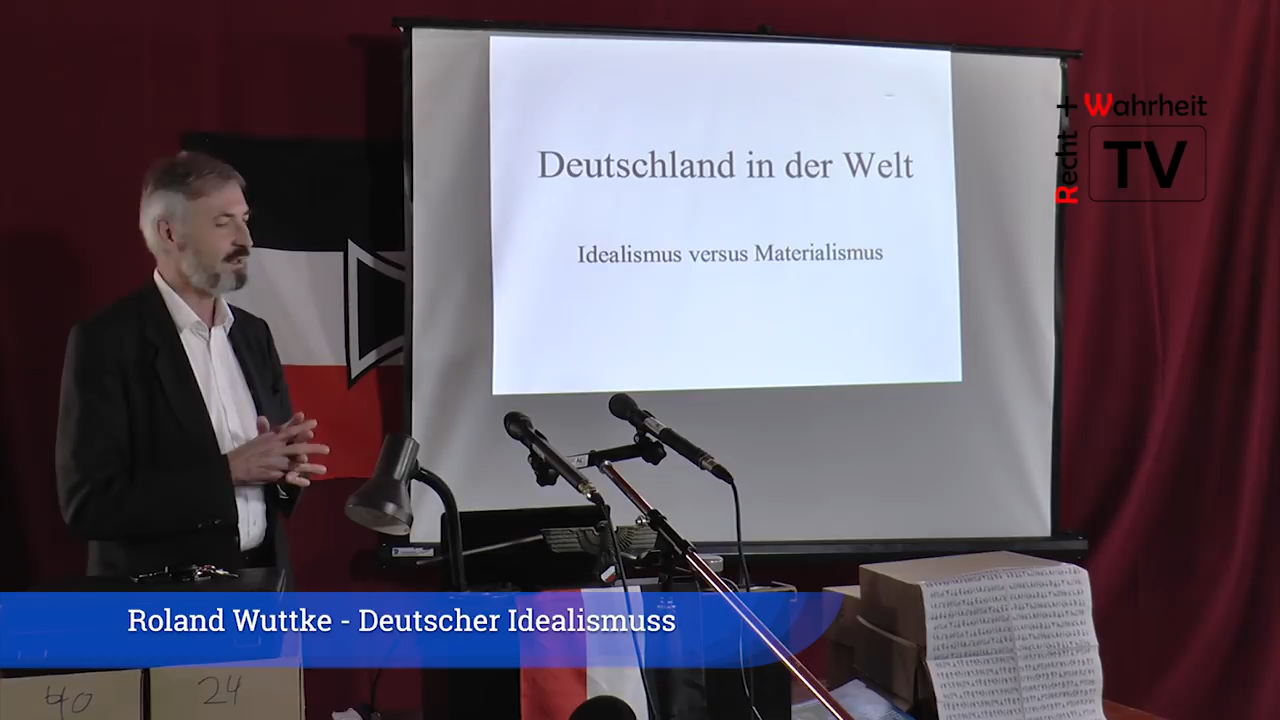 Deutschland in der Welt
Idealismus versus Materialismus
Recht + Wahrheit
TV
Roland Wuttke - Deutscher Idealismuss
40
24